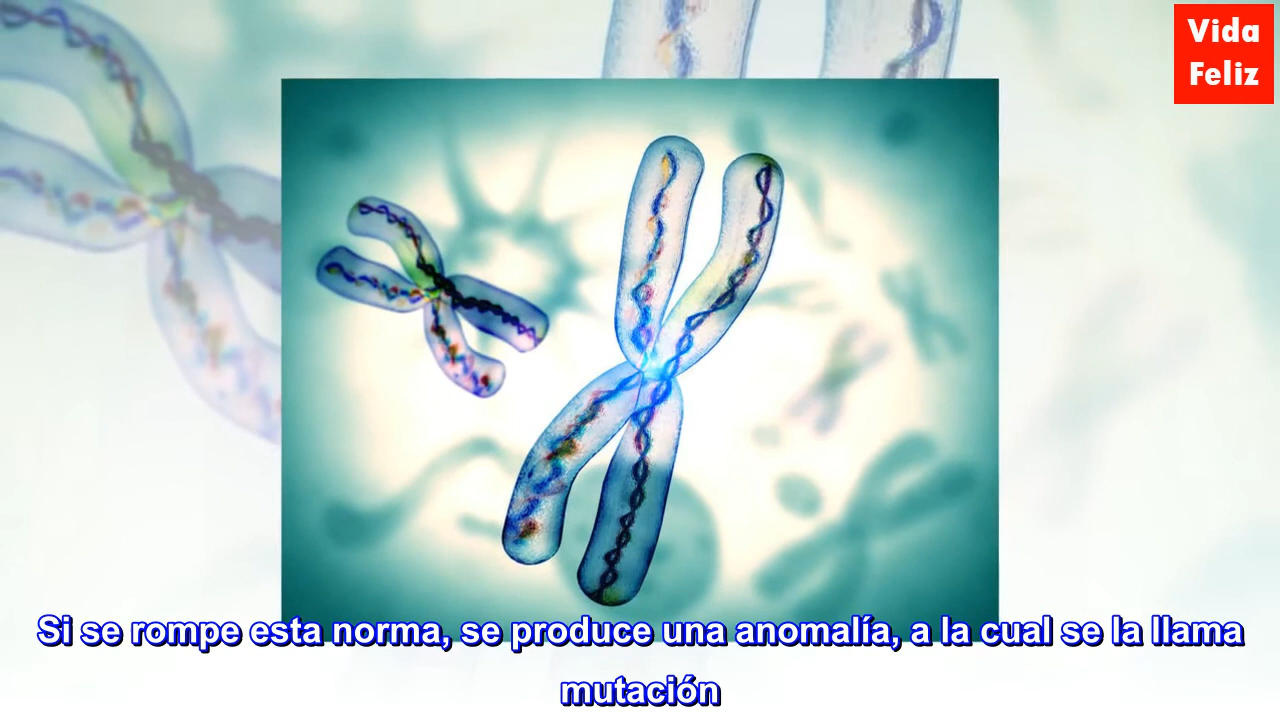 Vida
Feliz
Si se rompe esta norma, se produce una anomalía, a la cual se la llama
mutación